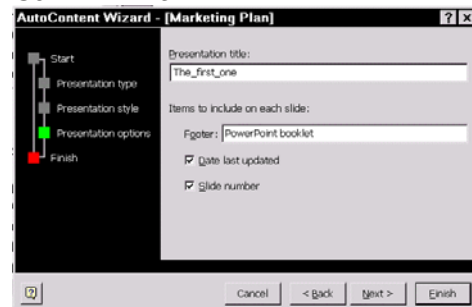 AutoContent Wizard - [Marketing Plan]
Start
Presentation type
Presentation style
Presentation options
Finish
Presentation title:
The_first_one
Items to include on each slide:
Footer: PowerPoint booklet
Date last updated
Slide number
Cancel
< Back
Next >
Finish